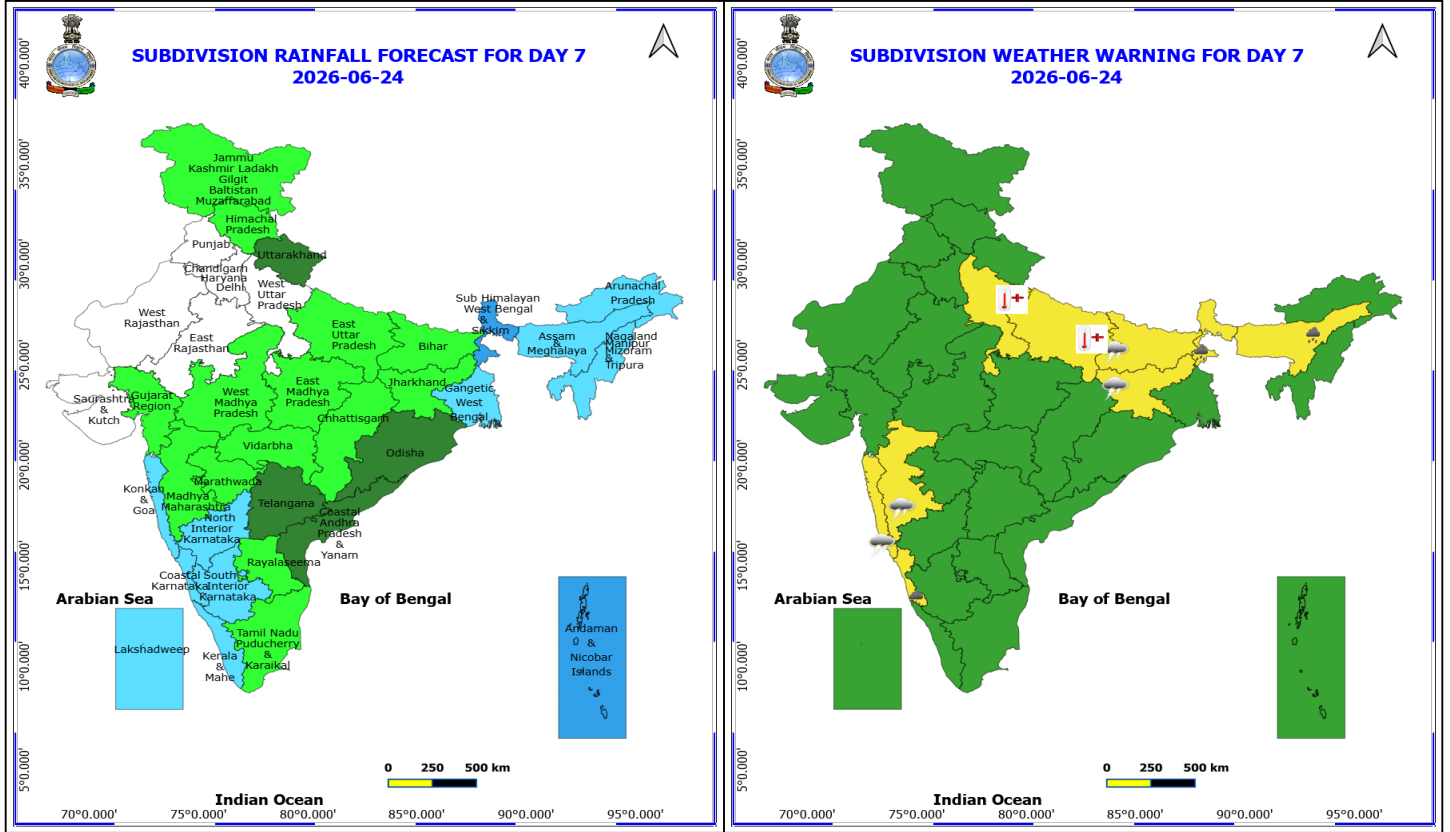 SUBDIVISION RAINFALL FORECAST FOR DAY 7
2026-06-24
40°0.000'
35°0.000'
30°0.000'
25°0.000'
20°0.000'
15°0.000'
10°0.000'
5°0.000'
Jammu
Kashmir Ladakh
Gilgit
Baltistan
Muzaffarabad
Himachal
Pradesh
Punjab
Uttarakhand
Chandigarh
Haryana
Delhi
West
Uttar
Pradesh
West
Rajasthan
East
Rajasthan
East
Uttar
Pradesh
Bihar
Sub Himalayan
West Bengal
&
Sikkim
Arunachal
Pradesh
Assam
&
Meghalaya
Nagaland
Manipur
Mizoram
&
Tripura
Saurashtra
&
Kutch
Gujarat
Region
West
Madhya
Pradesh
East
Madhya
Pradesh
Jharkhand
Gangetic
West
Bengal
Chhattisgarh
Vidarbha
Odisha
Konkan
&
Goa
Madhya
Maharashtra
Marathwada
Telangana
North
Interior
Karnataka
Coastal
Andhra
Pradesh
&
Yanam
Rayalaseema
Coastal
Karnataka
South
Interior
Karnataka
Tamil Nadu
Puducherry
&
Karaikal
Kerala
&
Mahe
Lakshadweep
Andaman
&
Nicobar
Islands
Arabian Sea
Bay of Bengal
Indian Ocean
0 250 500 km
70°0.000' 75°0.000' 80°0.000' 85°0.000' 90°0.000' 95°0.000'
SUBDIVISION WEATHER WARNING FOR DAY 7
2026-06-24
40°0.000'
35°0.000'
30°0.000'
25°0.000'
20°0.000'
15°0.000'
10°0.000'
5°0.000'
Arabian Sea
Bay of Bengal
Indian Ocean
0 250 500 km
70°0.000' 75°0.000' 80°0.000' 85°0.000' 90°0.000' 95°0.000'